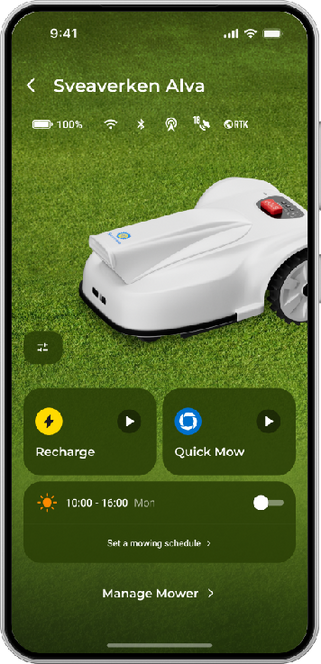 9:41
Sveaverken Alva
100%
18
RTK
Recharge
Quick Mow
10:00 - 16:00 Mon
Set a mowing schedule
Manage Mower